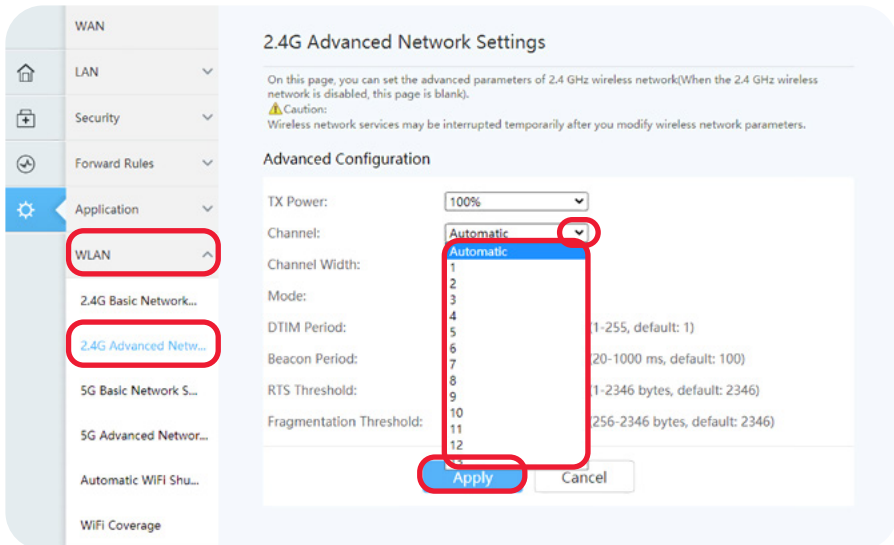 WAN
LAN
Security
Forward Rules
Application
WLAN
2.4G Basic Network...
2.4G Advanced Netw...
5G Basic Network S...
5G Advanced Networ...
Automatic WiFi Shu...
WiFi Coverage
2.4G Advanced Network Settings
On this page, you can set the advanced parameters of 2.4 GHz wireless network(When the 2.4 GHz wireless
network is disabled, this page is blank).
Caution:
Wireless network services may be interrupted temporarily after you modify wireless network parameters.
Advanced Configuration
TX Power: 100%
Channel: Automatic
Automatic
Channel Width:
1
2
Mode:
3
4
DTIM Period: (1-255, default: 1)
5
6
Beacon Period: (20-1000 ms, default: 100)
7
8
RTS Threshold: (1-2346 bytes, default: 2346)
9
10
Fragmentation Threshold: (256-2346 bytes, default: 2346)
11
12
13
Apply Cancel